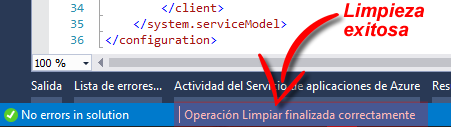 34 </client>
35 </system.serviceModel>
36 </configuration>
Limpieza
exitosa
100 %
Salida Lista de errores... Actividad del Servicio de aplicaciones de Azure Res
No errors in solution Operación Limpiar finalizada correctamente